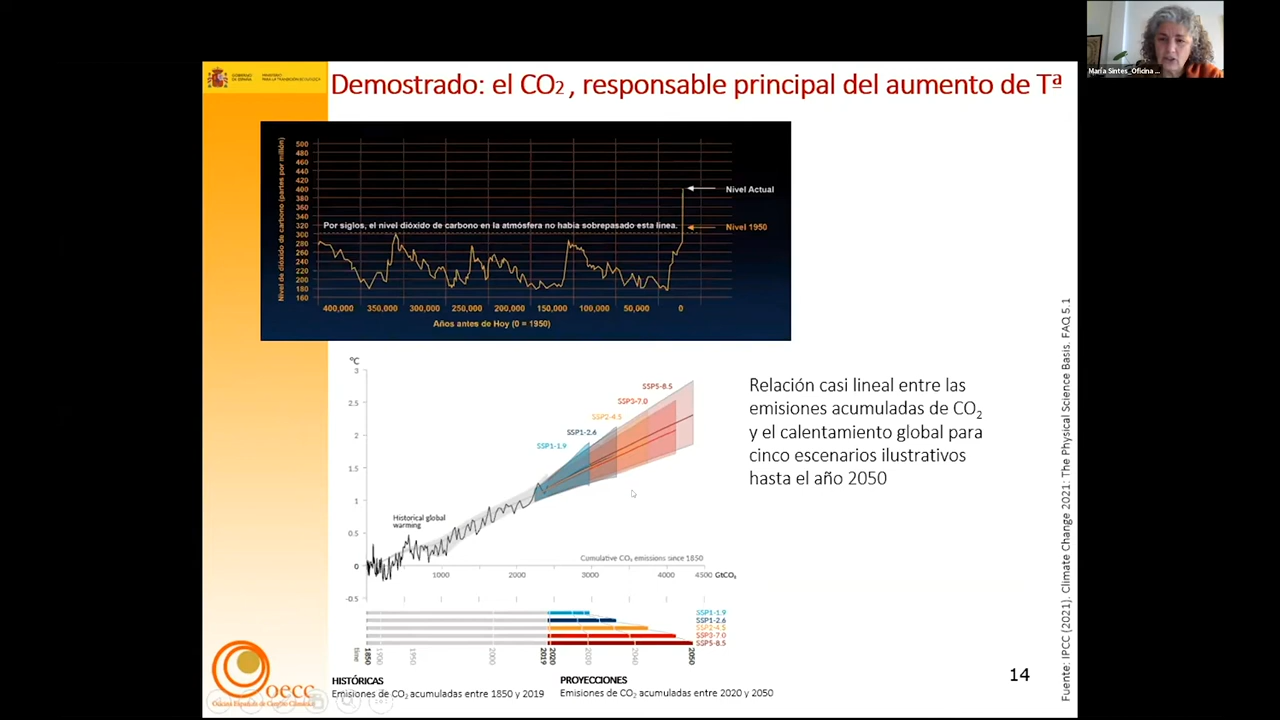 María Sintes_Oficina ...
GOBIERNO
DE ESPAÑA
MINISTERIO
PARA LA TRANSICIÓN ECOLÓGICA
Demostrado: el CO2 , responsable principal del aumento de Tª
Nivel de dióxido de carbono (partes por millón)
500
480
460
440
420
400
380
360
340
320
300
280
260
240
220
200
180
160
Nivel Actual
Por siglos, el nivel dióxido de carbono en la atmósfera no había sobrepasado esta línea.
Nivel 1950
400,000 350,000 300,000 250,000 200,000 150,000 100,000 50,000 0
Años antes de Hoy (0 = 1950)
ºC
3
2.5
2
1.5
1
0.5
0
-0.5
SSP5-8.5
SSP3-7.0
SSP2-4.5
SSP1-2.6
SSP1-1.9
Historical global
warming
Cumulative CO₂ emissions since 1850
1000 2000 3000 4000 4500 GtCO₂
SSP1-1.9
SSP1-2.6
SSP2-4.5
SSP3-7.0
SSP5-8.5
time 1850 1900 1950 2000 2019 2020 2030 2040 2050
HISTÓRICAS
Emisiones de CO₂ acumuladas entre 1850 y 2019
PROYECCIONES
Emisiones de CO₂ acumuladas entre 2020 y 2050
Relación casi lineal entre las
emisiones acumuladas de CO₂
y el calentamiento global para
cinco escenarios ilustrativos
hasta el año 2050
Fuente: IPCC (2021). Climate Change 2021: The Physical Science Basis. FAQ 5.1
14
oecc
Oficina Española de Cambio Climático